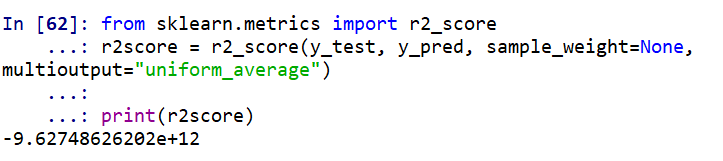 In [62]: from sklearn.metrics import r2_score
...: r2score = r2_score(y_test, y_pred, sample_weight=None,
multioutput="uniform_average")
...:
...: print(r2score)
-9.62748626202e+12